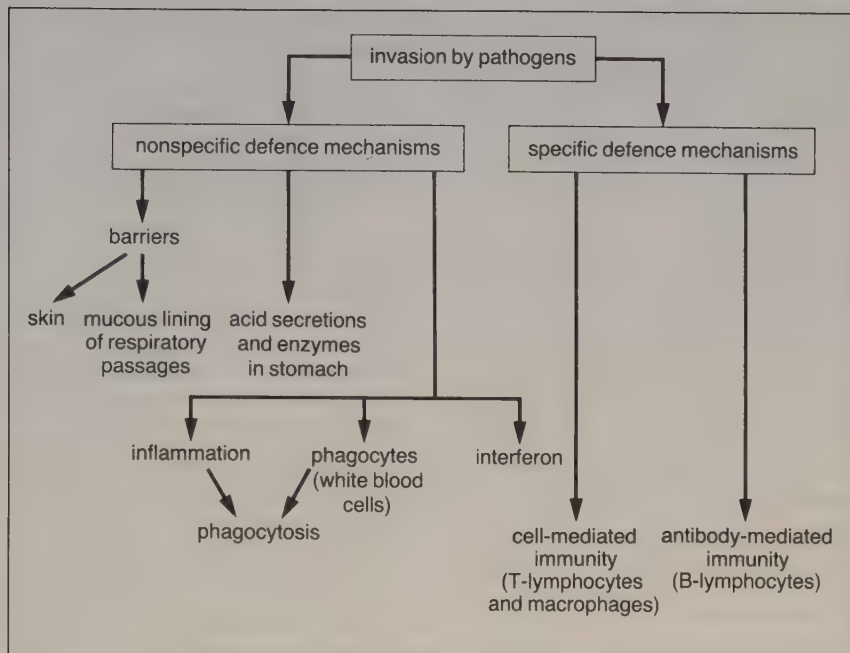 invasion by pathogens
nonspecific defence mechanisms
specific defence mechanisms
barriers
skin
mucous lining
of respiratory
passages
acid secretions
and enzymes
in stomach
inflammation
phagocytes
(white blood
cells)
interferon
phagocytosis
cell-mediated
immunity
(T-lymphocytes
and macrophages)
antibody-mediated
immunity
(B-lymphocytes)